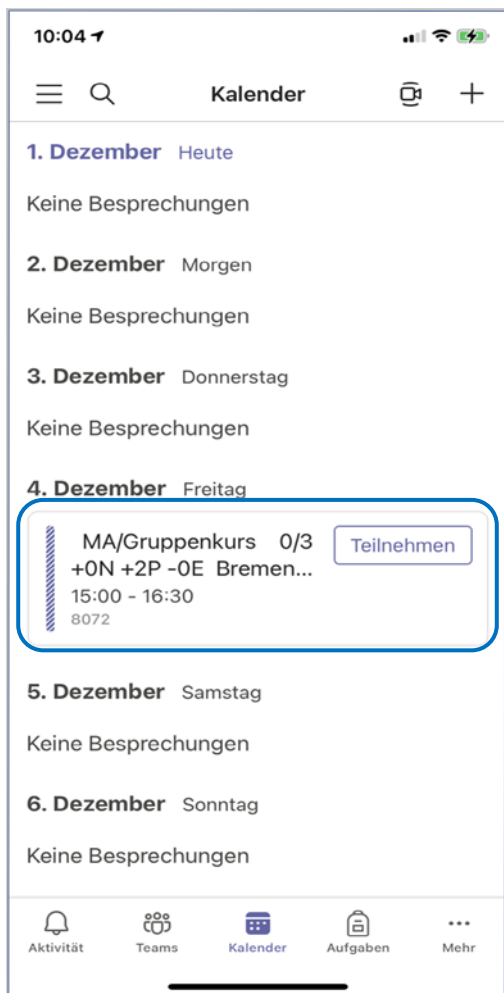 10:04
Kalender
1. Dezember Heute
Keine Besprechungen
2. Dezember Morgen
Keine Besprechungen
3. Dezember Donnerstag
Keine Besprechungen
4. Dezember Freitag
MA/Gruppenkurs 0/3 Teilnehmen
+0N +2P -0E Bremen...
15:00 - 16:30
8072
5. Dezember Samstag
Keine Besprechungen
6. Dezember Sonntag
Keine Besprechungen
Aktivität Teams Kalender Aufgaben Mehr